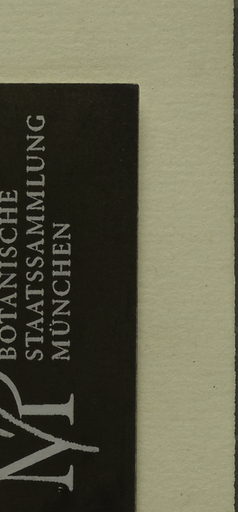 BOTANISCHE
STAATSSAMMLUNG
MÜNCHEN
M